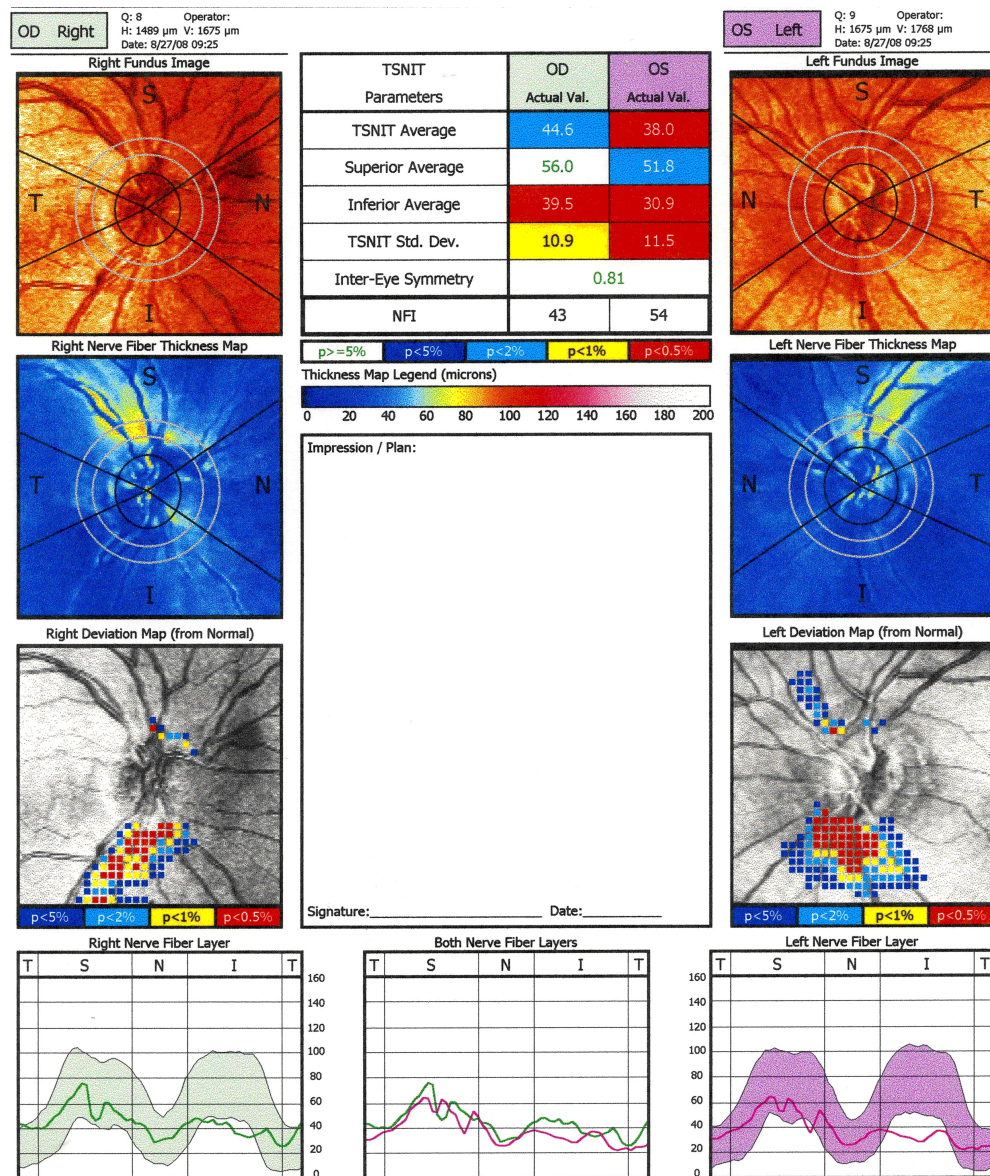 OD Right
Q: 8 Operator:
H: 1489 µm V: 1675 µm
Date: 8/27/08 09:25
OS Left
Q: 9 Operator:
H: 1675 µm V: 1768 µm
Date: 8/27/08 09:25
Right Fundus Image
S
T
N
I
TSNIT Parameters
OD Actual Val.
OS Actual Val.
TSNIT Average 44.6 38.0
Superior Average 56.0 51.8
Inferior Average 39.5 30.9
TSNIT Std. Dev. 10.9 11.5
Inter-Eye Symmetry 0.81
NFI 43 54
p>=5% p<5% p<2% p<1% p<0.5%
Thickness Map Legend (microns)
0 20 40 60 80 100 120 140 160 180 200
Left Fundus Image
S
N
T
I
Right Nerve Fiber Thickness Map
S
T
N
I
Impression / Plan:
Left Nerve Fiber Thickness Map
S
N
T
I
Right Deviation Map (from Normal)
p<5% p<2% p<1% p<0.5%
Signature: Date:
Left Deviation Map (from Normal)
p<5% p<2% p<1% p<0.5%
Right Nerve Fiber Layer
T S N I T
160
140
120
100
80
60
40
20
0
Both Nerve Fiber Layers
T S N I T
Left Nerve Fiber Layer
T S N I T
160
140
120
100
80
60
40
20
0